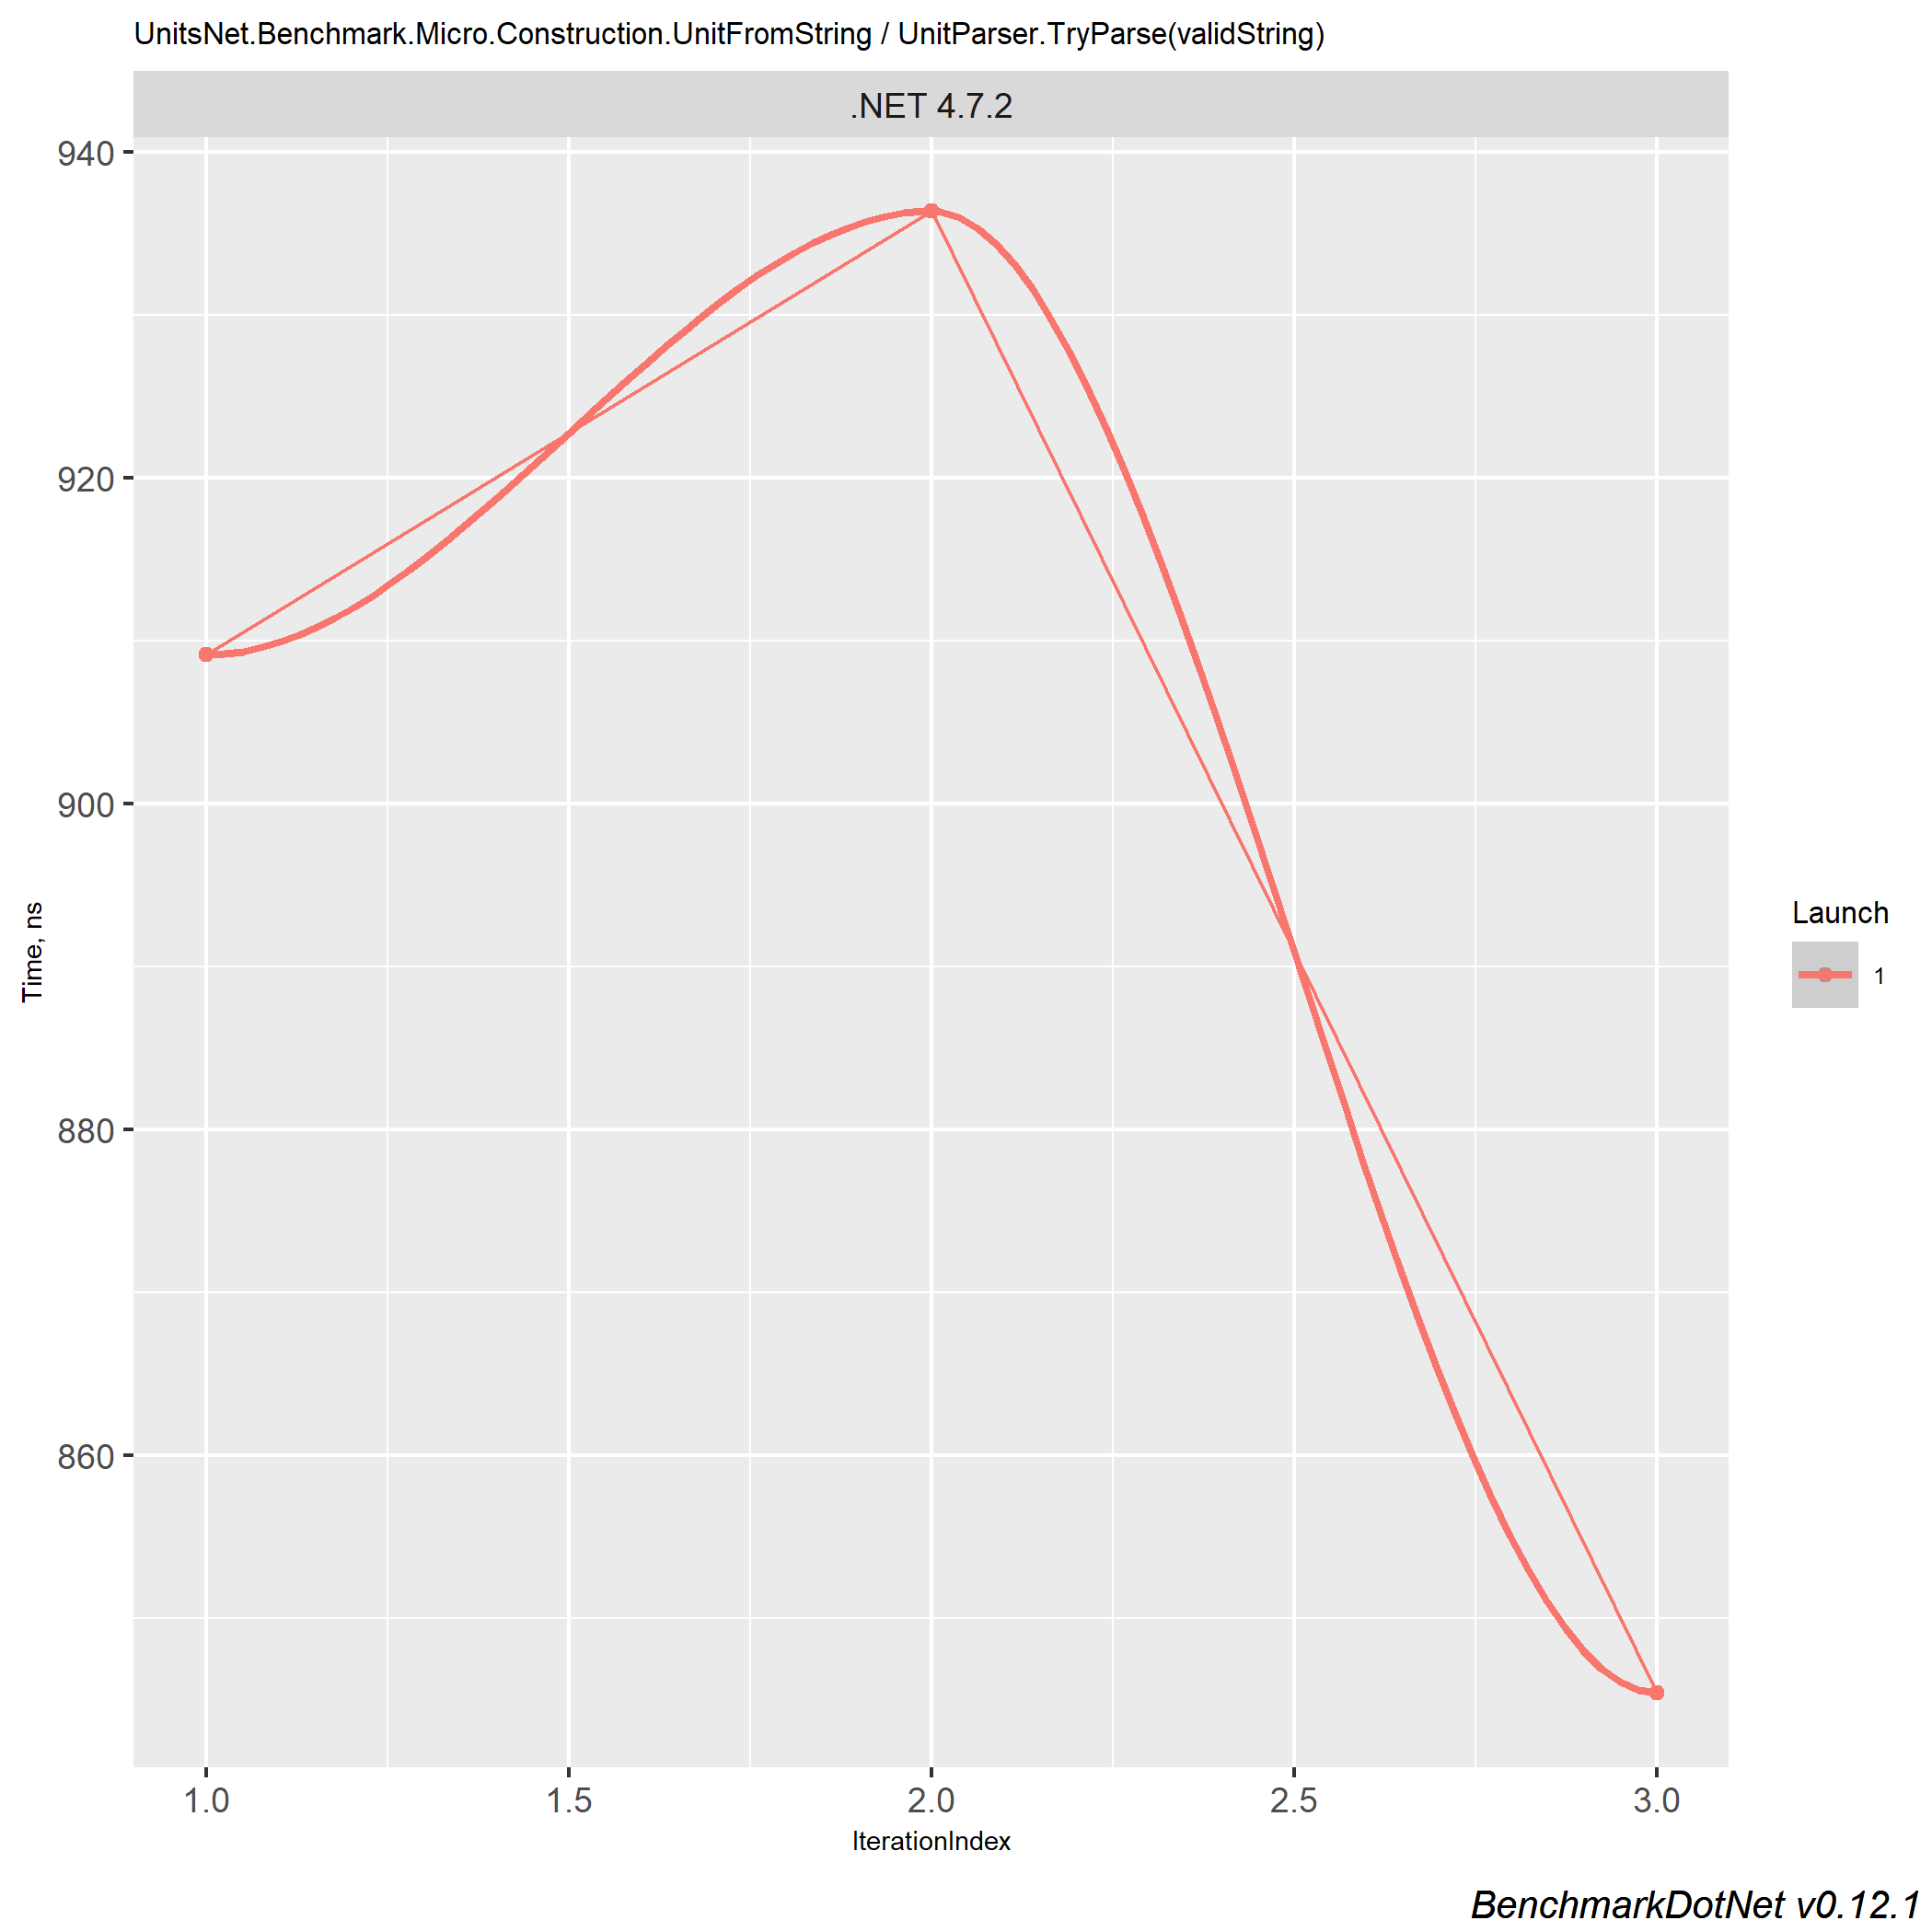 UnitsNet.Benchmark.Micro.Construction.UnitFromString / UnitParser.TryParse(validString)
.NET 4.7.2
940
920
900
880
860
Time, ns
1.0 1.5 2.0 2.5 3.0
IterationIndex
Launch
1
BenchmarkDotNet v0.12.1